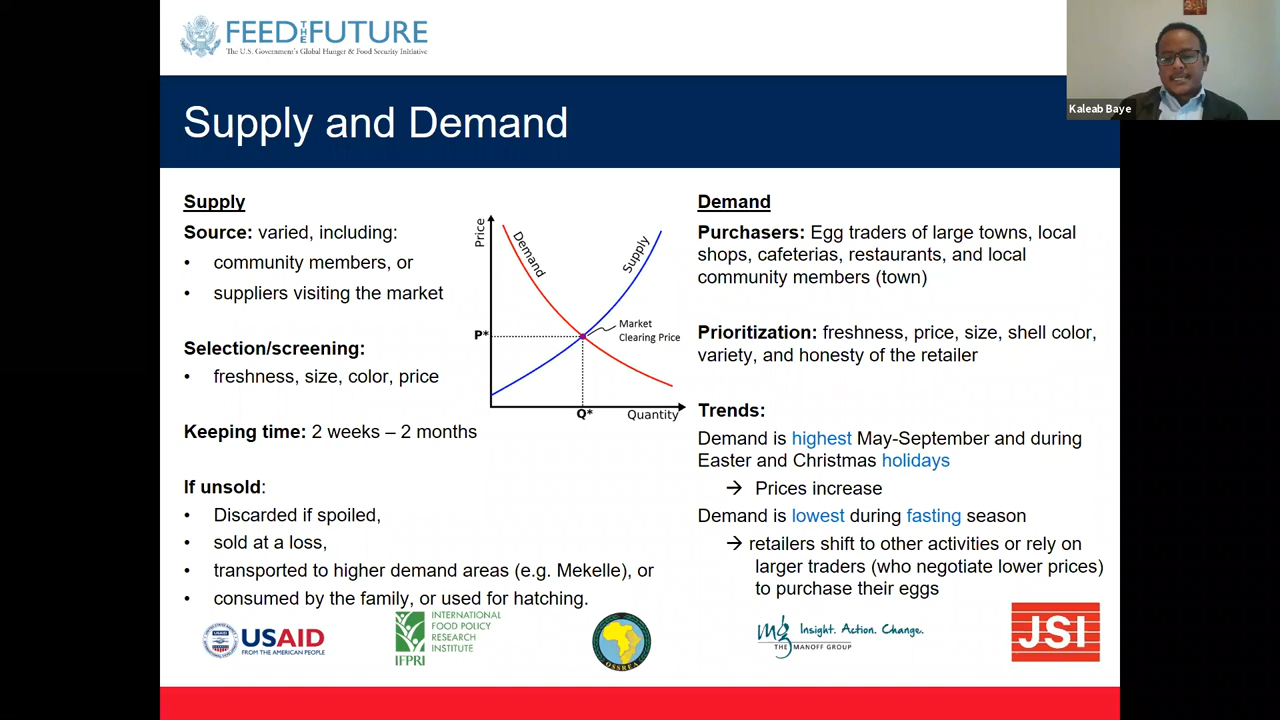 FEED THE FUTURE
The U.S. Government's Global Hunger & Food Security Initiative
Kaleab Baye
Supply and Demand
Supply
Source: varied, including:
• community members, or
• suppliers visiting the market
Selection/screening:
• freshness, size, color, price
Keeping time: 2 weeks – 2 months
If unsold:
• Discarded if spoiled,
• sold at a loss,
• transported to higher demand areas (e.g. Mekelle), or
• consumed by the family, or used for hatching.
Price
Demand
Supply
Market
Clearing Price
P*
Q*
Quantity
Demand
Purchasers: Egg traders of large towns, local
shops, cafeterias, restaurants, and local
community members (town)
Prioritization: freshness, price, size, shell color,
variety, and honesty of the retailer
Trends:
Demand is highest May-September and during
Easter and Christmas holidays
→ Prices increase
Demand is lowest during fasting season
→ retailers shift to other activities or rely on
larger traders (who negotiate lower prices)
to purchase their eggs
USAID
FROM THE AMERICAN PEOPLE
IFPRI
INTERNATIONAL
FOOD POLICY
RESEARCH
INSTITUTE
OSSREA
mg Insight. Action. Change.
THE MANOFF GROUP
JSI